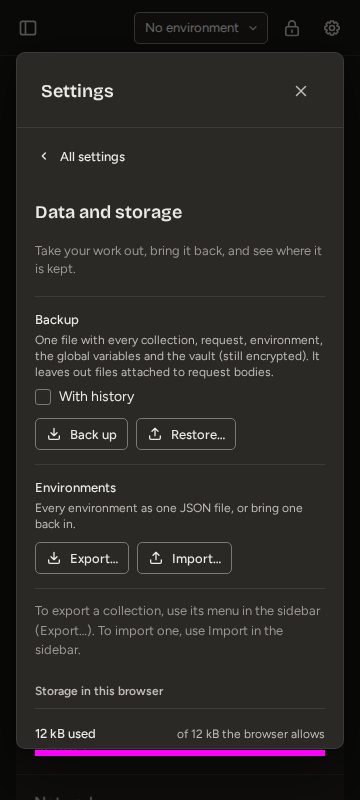 No environment
Settings
All settings
Data and storage
Take your work out, bring it back, and see where it
is kept.
Backup
One file with every collection, request, environment,
the global variables and the vault (still encrypted). It
leaves out files attached to request bodies.
With history
Back up
Restore...
Environments
Every environment as one JSON file, or bring one
back in.
Export...
Import...
To export a collection, use its menu in the sidebar
(Export...). To import one, use Import in the
sidebar.
Storage in this browser
12 kB used
of 12 kB the browser allows